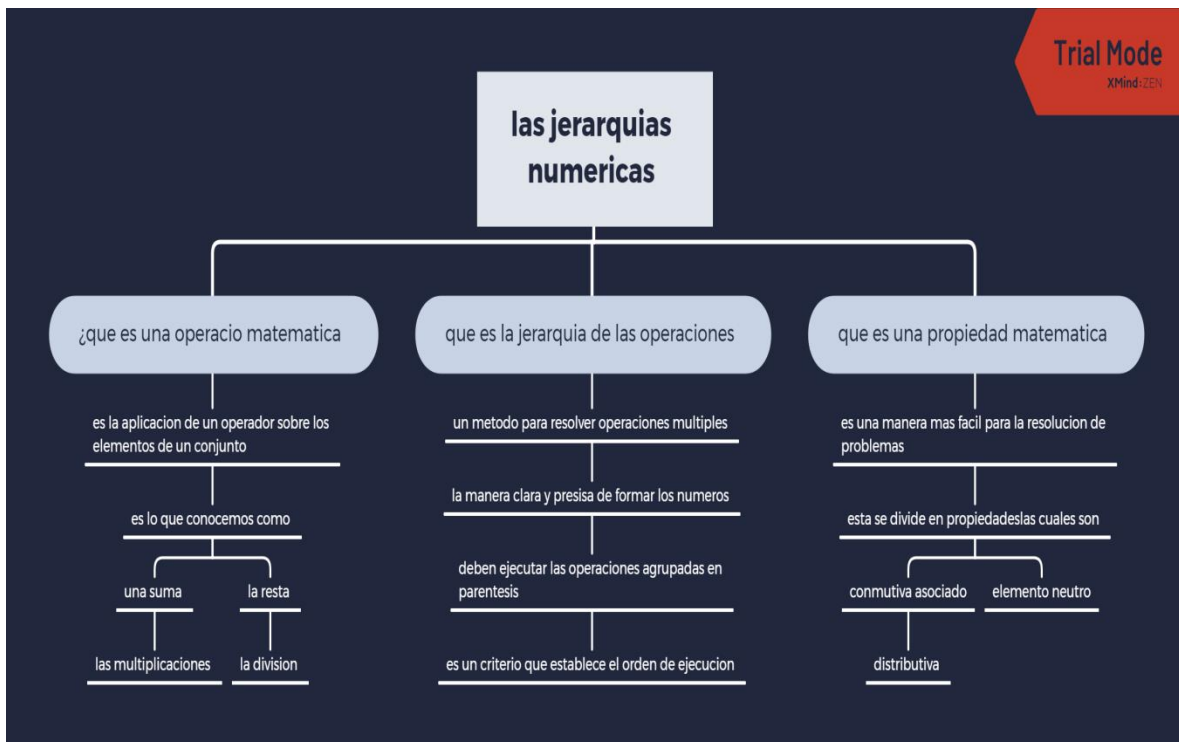 Trial Mode
XMind:ZEN
las jerarquias
numericas
¿que es una operacio matematica
que es la jerarquia de las operaciones
que es una propiedad matematica
es la aplicacion de un operador sobre los
elementos de un conjunto
es lo que conocemos como
una suma
la resta
las multiplicaciones
la division
un metodo para resolver operaciones multiples
la manera clara y presisa de formar los numeros
deben ejecutar las operaciones agrupadas en
parentesis
es un criterio que establece el orden de ejecucion
es una manera mas facil para la resolucion de
problemas
esta se divide en propiedadeslas cuales son
conmutiva asociado
elemento neutro
distributiva